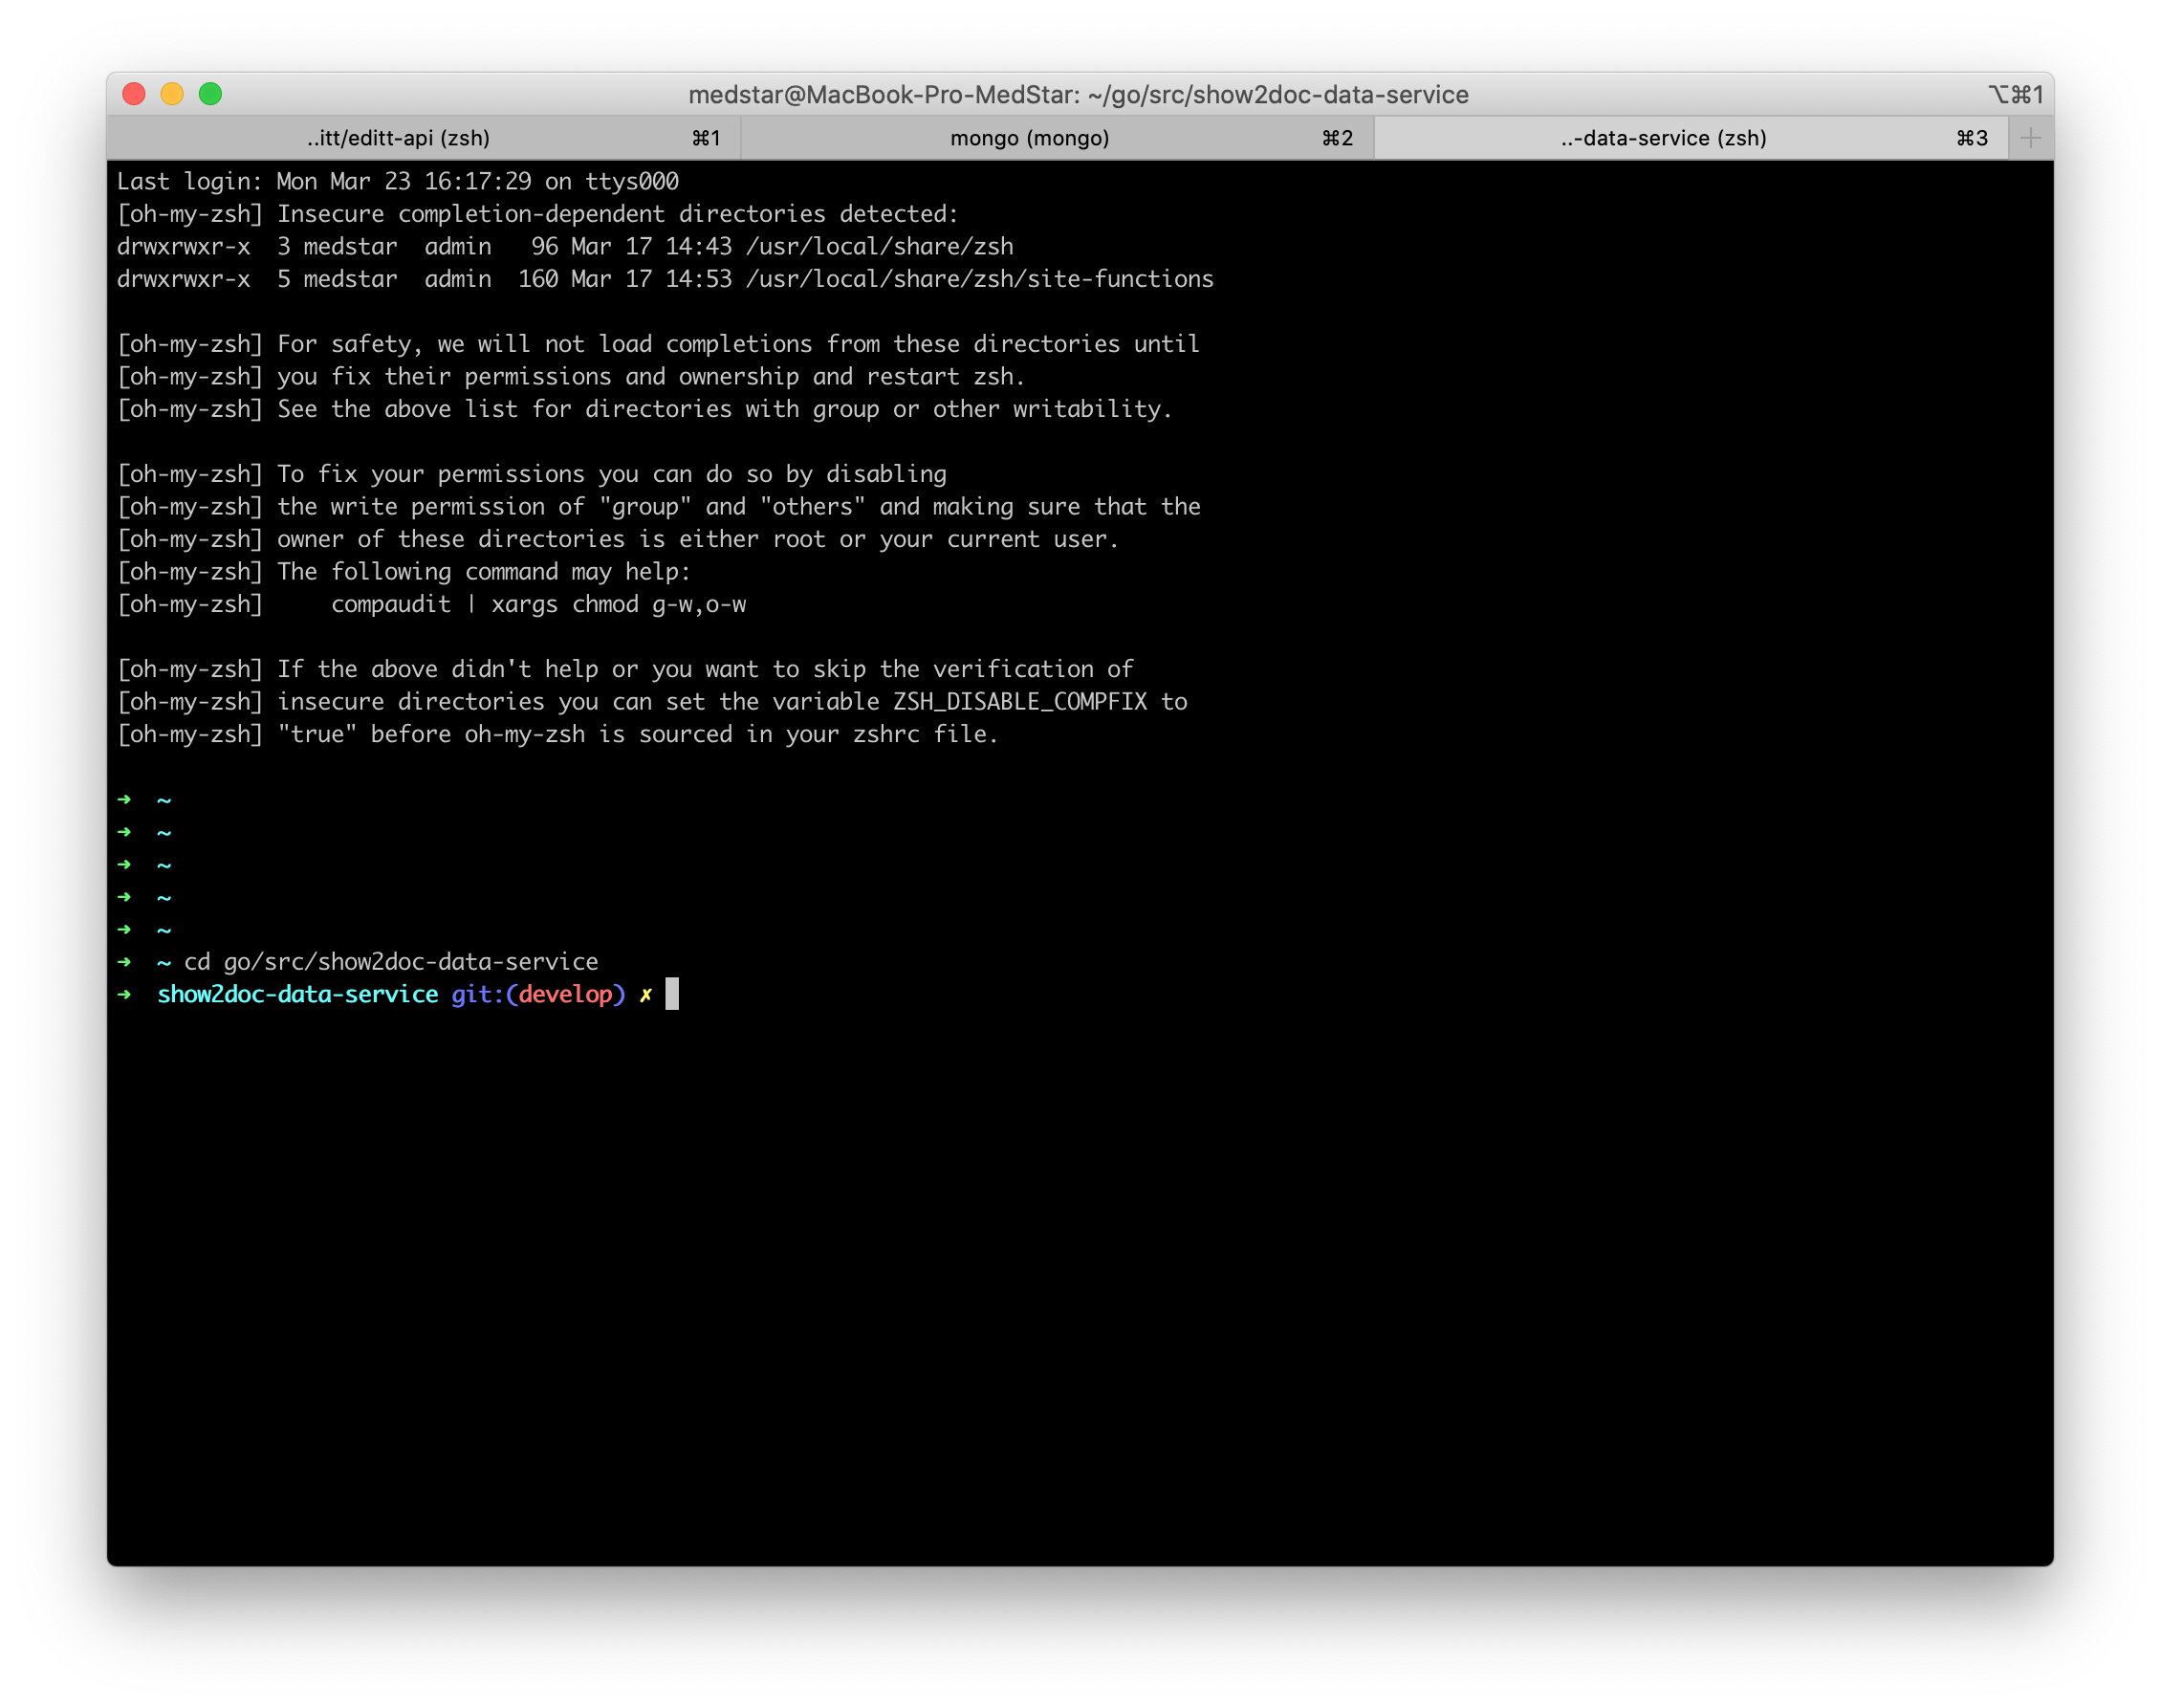 medstar@MacBook-Pro-MedStar: ~/go/src/show2doc-data-service ⌥⌘1
..itt/editt-api (zsh) ⌘1 mongo (mongo) ⌘2 ..-data-service (zsh) ⌘3 +
Last login: Mon Mar 23 16:17:29 on ttys000
[oh-my-zsh] Insecure completion-dependent directories detected:
drwxrwxr-x  3 medstar  admin   96 Mar 17 14:43 /usr/local/share/zsh
drwxrwxr-x  5 medstar  admin  160 Mar 17 14:53 /usr/local/share/zsh/site-functions
[oh-my-zsh] For safety, we will not load completions from these directories until
[oh-my-zsh] you fix their permissions and ownership and restart zsh.
[oh-my-zsh] See the above list for directories with group or other writability.
[oh-my-zsh] To fix your permissions you can do so by disabling
[oh-my-zsh] the write permission of "group" and "others" and making sure that the
[oh-my-zsh] owner of these directories is either root or your current user.
[oh-my-zsh] The following command may help:
[oh-my-zsh]     compaudit | xargs chmod g-w,o-w
[oh-my-zsh] If the above didn't help or you want to skip the verification of
[oh-my-zsh] insecure directories you can set the variable ZSH_DISABLE_COMPFIX to
[oh-my-zsh] "true" before oh-my-zsh is sourced in your zshrc file.
➜  ~
➜  ~
➜  ~
➜  ~
➜  ~
➜  ~ cd go/src/show2doc-data-service
➜  show2doc-data-service git:(develop) ✗